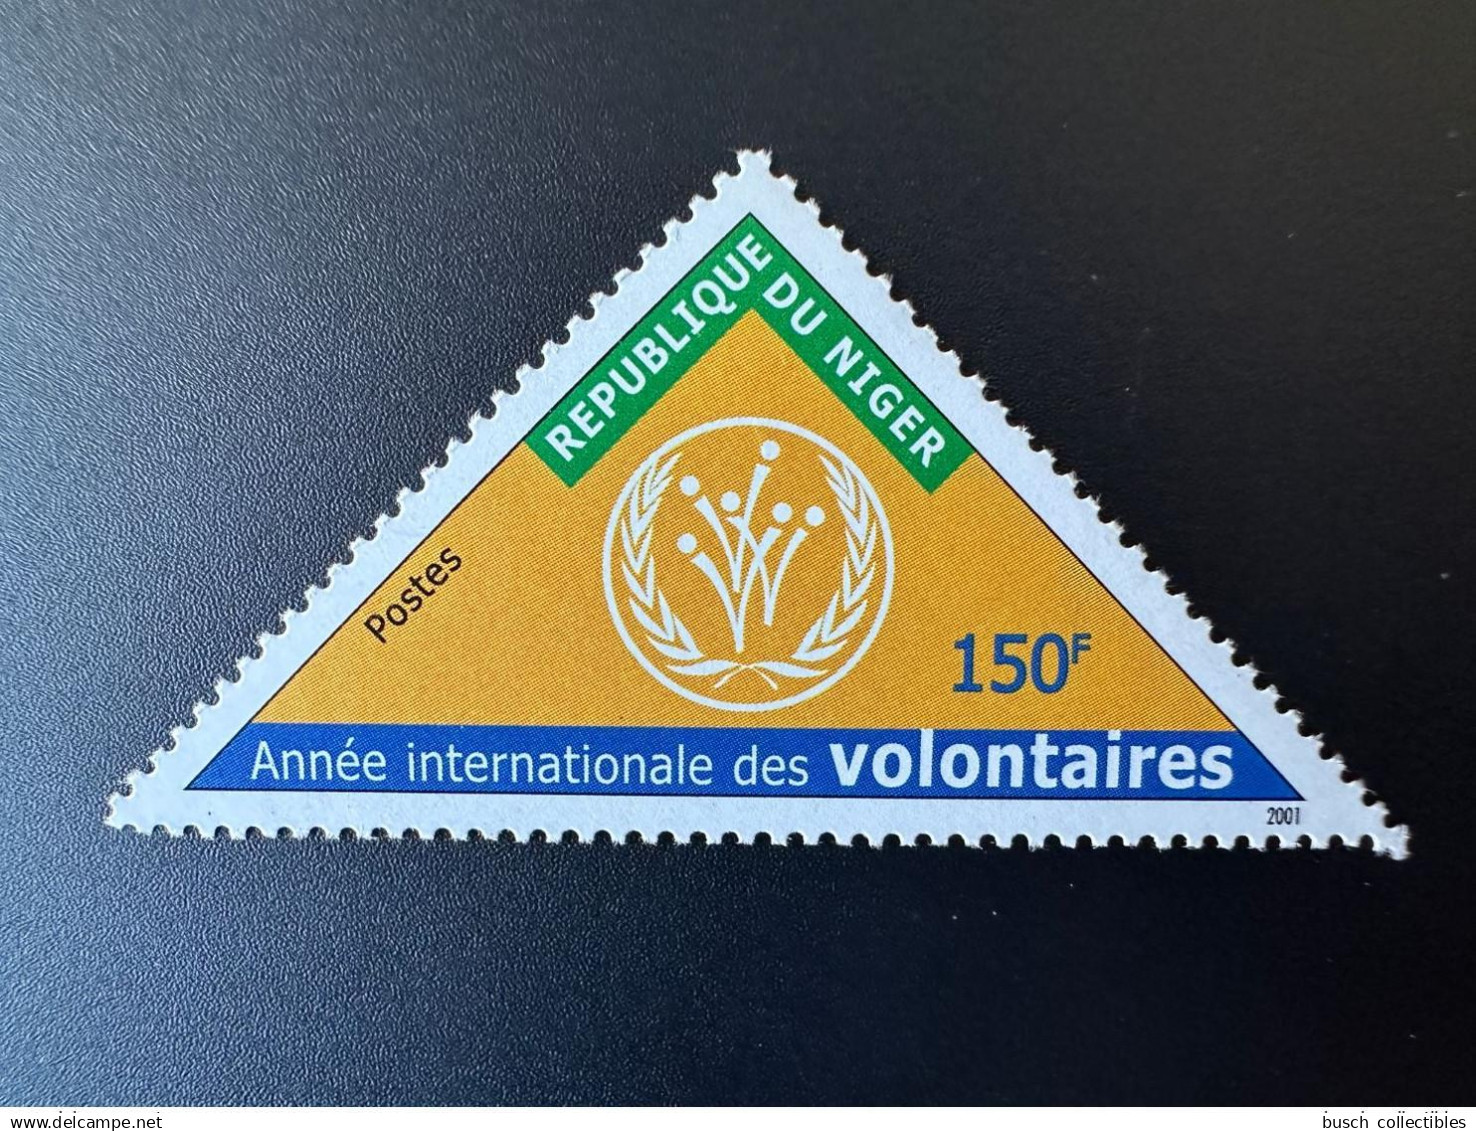 REPUBLIQUE DU NIGER
Postes
150F
Année internationale des volontaires
2001
www.delcampe.net
busch collectibles